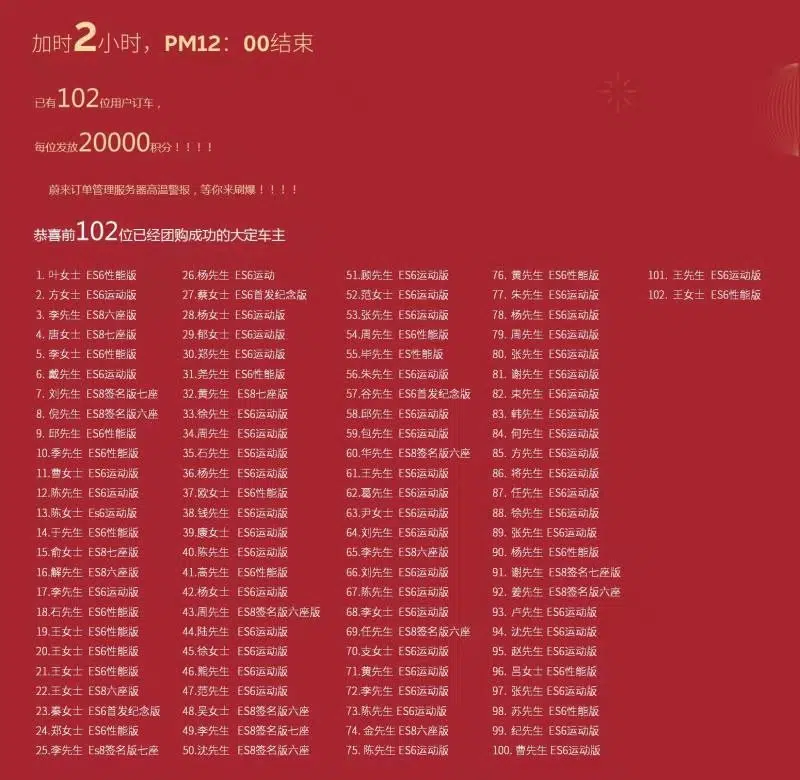 加时2小时，PM12：00结束
已有102位用户订车，
每位发放20000积分！！！！
蔚来订单管理服务器高温警报，等你来刷爆！！！！
恭喜前102位已经团购成功的大定车主
1. 叶女士 ES6性能版
2. 方女士 ES6运动版
3. 李先生 ES8六座版
4. 唐女士 ES8七座版
5. 李女士 ES6性能版
6. 戴先生 ES6运动版
7. 刘先生 ES8签名版七座
8. 倪先生 ES8签名版六座
9. 邱先生 ES6性能版
10.季先生 ES6性能版
11.曹女士 ES6运动版
12.陈先生 ES6运动版
13.陈女士 Es6运动版
14.于先生 ES6性能版
15.俞女士 ES8七座版
16.解先生 ES8六座版
17.李先生 ES6运动版
18.石先生 ES6性能版
19.王女士 ES6性能版
20.王女士 ES6运动版
21.王女士 ES6性能版
22.王女士 ES8六座版
23.秦女士 ES6首发纪念版
24.郑女士 ES6性能版
25.李先生 Es8签名版七座
26.杨先生 ES6运动
27.蔡女士 ES6首发纪念版
28.杨女士 ES6运动版
29.郁女士 ES6运动版
30.郑先生 ES6运动版
31.尧先生 ES6性能版
32.黄先生 ES8七座版
33.徐先生 ES6运动版
34.周先生 ES6运动版
35.石先生 ES6运动版
36.杨先生 ES6运动版
37.欧女士 ES6性能版
38.钱先生 ES6运动版
39.康女士 ES6运动版
40.陈先生 ES6运动版
41.高先生 ES6性能版
42.杨女士 ES6运动版
43.周先生 ES8签名版六座版
44.陆先生 ES6运动版
45.徐女士 ES6运动版
46.熊先生 ES6运动版
47.范先生 ES6运动版
48.吴女士 ES8签名版六座
49.李先生 ES8签名版七座
50.沈先生 ES8签名版六座
51.顾先生 ES6运动版
52.范女士 ES6运动版
53.张先生 ES6运动版
54.周先生 ES6性能版
55.毕先生 ES性能版
56.朱先生 ES6运动版
57.谷先生 ES6首发纪念版
58.邱先生 ES6运动版
59.包先生 ES6运动版
60.华先生 ES8签名版六座
61.王先生 ES6运动版
62.葛先生 ES6运动版
63.尹女士 ES6运动版
64.刘先生 ES6运动版
65.李先生 ES8六座版
66.刘先生 ES6运动版
67.陈先生 ES6运动版
68.李女士 ES6运动版
69.任先生 ES8签名版六座
70.支女士 ES6运动版
71.黄先生 ES6运动版
72.李先生 ES6运动版
73.陈先生 ES6运动版
74. 金先生 ES8六座版
75. 陈先生 ES6运动版
76. 黄先生 ES6性能版
77. 朱先生 ES6运动版
78. 杨先生 ES6运动版
79. 周先生 ES6运动版
80. 张先生 ES6运动版
81. 谢先生 ES6运动版
82. 束先生 ES6运动版
83. 韩先生 ES6运动版
84. 何先生 ES6运动版
85. 方先生 ES6运动版
86. 将先生 ES6运动版
87. 任先生 ES6运动版
88. 徐先生 ES6运动版
89. 张先生 ES6运动版
90. 杨先生 ES6性能版
91. 谢先生 ES8签名七座版
92. 姜先生 ES8签名版六座
93. 卢先生 ES6运动版
94. 沈先生 ES6运动版
95. 赵先生 ES6运动版
96. 吕女士 ES6性能版
97. 张先生 ES6运动版
98. 苏先生 ES6性能版
99. 纪先生 ES6运动版
100. 曹先生 ES6运动版
101. 王先生 ES6运动版
102. 王女士 ES6性能版